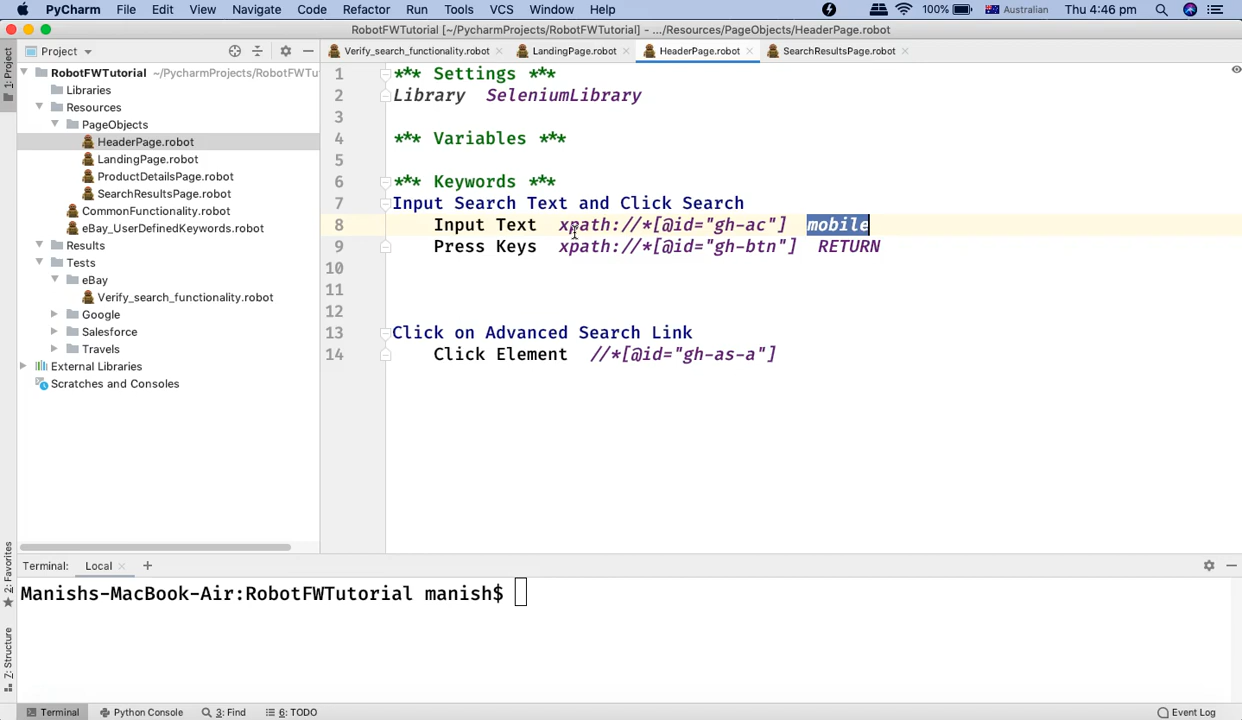 PyCharm File Edit View Navigate Code Refactor Run Tools VCS Window Help 100% Australian Thu 4:46 pm
RobotFWTutorial [~/PycharmProjects/RobotFWTutorial] - .../Resources/PageObjects/HeaderPage.robot
1: Project
Project
Verify_search_functionality.robot LandingPage.robot HeaderPage.robot SearchResultsPage.robot
RobotFWTutorial ~/PycharmProjects/RobotFWTu
Libraries
Resources
PageObjects
HeaderPage.robot
LandingPage.robot
ProductDetailsPage.robot
SearchResultsPage.robot
CommonFunctionality.robot
eBay_UserDefinedKeywords.robot
Results
Tests
eBay
Verify_search_functionality.robot
Google
Salesforce
Travels
External Libraries
Scratches and Consoles
1 *** Settings ***
2 Library SeleniumLibrary
3
4 *** Variables ***
5
6 *** Keywords ***
7 Input Search Text and Click Search
8 Input Text xpath://*[@id="gh-ac"] mobile
9 Press Keys xpath://*[@id="gh-btn"] RETURN
10
11
12
13 Click on Advanced Search Link
14 Click Element //*[@id="gh-as-a"]
2: Favorites
7: Structure
Terminal: Local +
Manishs-MacBook-Air:RobotFWTutorial manish$
Terminal Python Console 3: Find 6: TODO Event Log